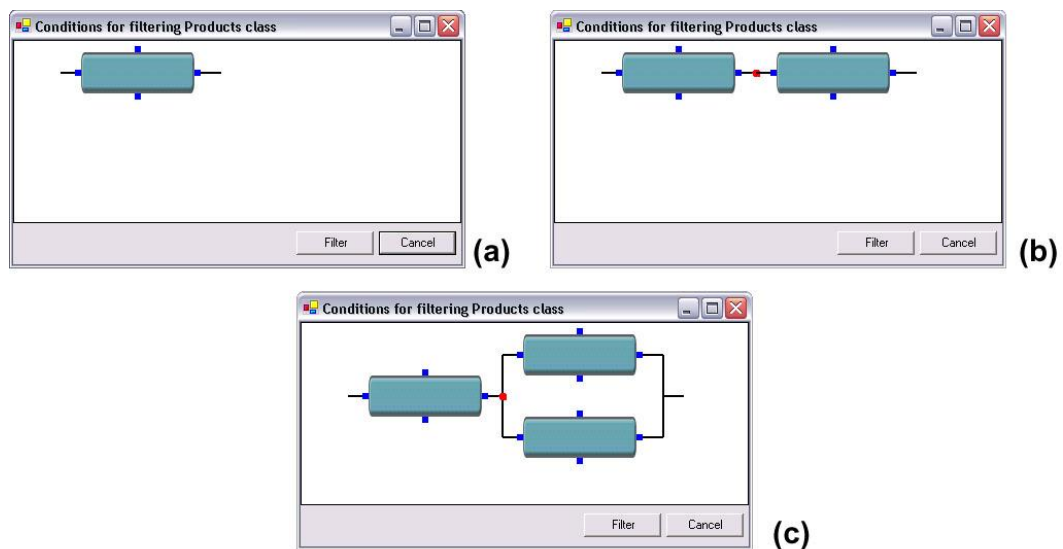 Conditions for filtering Products class
Filter Cancel
(a)
Conditions for filtering Products class
Filter Cancel
(b)
Conditions for filtering Products class
Filter Cancel
(c)